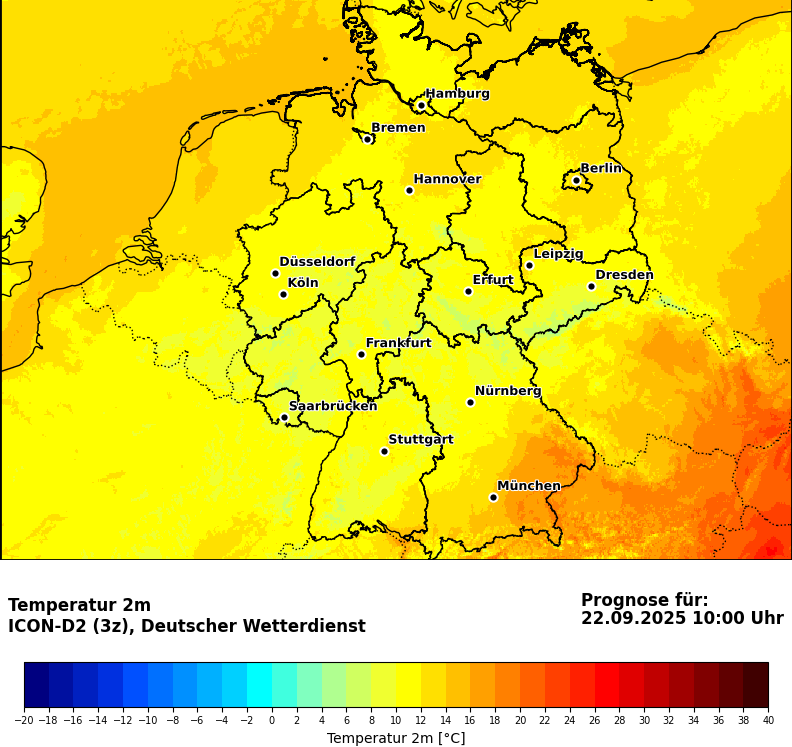 Hamburg
Bremen
Berlin
Hannover
Leipzig
Düsseldorf
Dresden
Köln
Erfurt
Frankfurt
Nürnberg
Saarbrücken
Stuttgart
München
Temperatur 2m
ICON-D2 (3z), Deutscher Wetterdienst
Prognose für:
22.09.2025 10:00 Uhr
−20 −18 −16 −14 −12 −10 −8 −6 −4 −2 0 2 4 6 8 10 12 14 16 18 20 22 24 26 28 30 32 34 36 38 40
Temperatur 2m [°C]